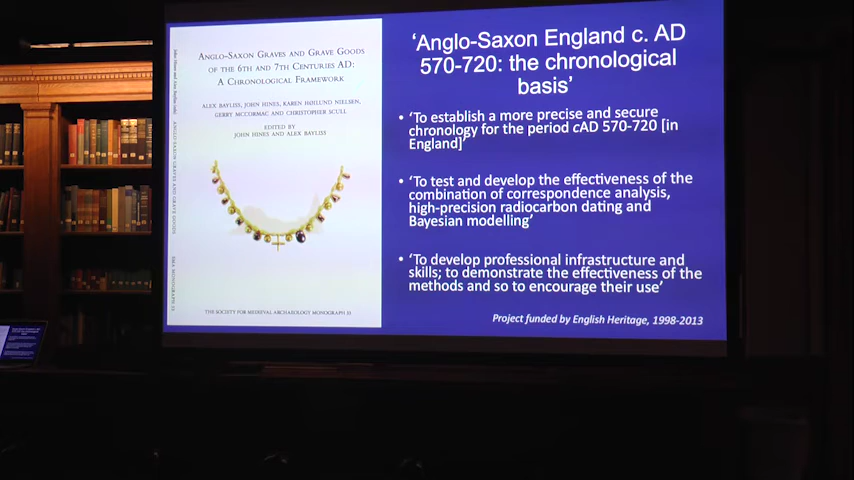 ANGLO-SAXON GRAVES AND GRAVE GOODS
OF THE 6TH AND 7TH CENTURIES AD:
A CHRONOLOGICAL FRAMEWORK
ALEX BAYLISS, JOHN HINES, KAREN HØILUND NIELSEN,
GERRY MCCORMAC AND CHRISTOPHER SCULL
EDITED BY
JOHN HINES AND ALEX BAYLISS
THE SOCIETY FOR MEDIEVAL ARCHAEOLOGY MONOGRAPH 33
‘Anglo-Saxon England c. AD
570-720: the chronological
basis’
• ‘To establish a more precise and secure
chronology for the period cAD 570-720 [in
England]’
• ‘To test and develop the effectiveness of the
combination of correspondence analysis,
high-precision radiocarbon dating and
Bayesian modelling’
• ‘To develop professional infrastructure and
skills; to demonstrate the effectiveness of the
methods and so to encourage their use’
Project funded by English Heritage, 1998-2013